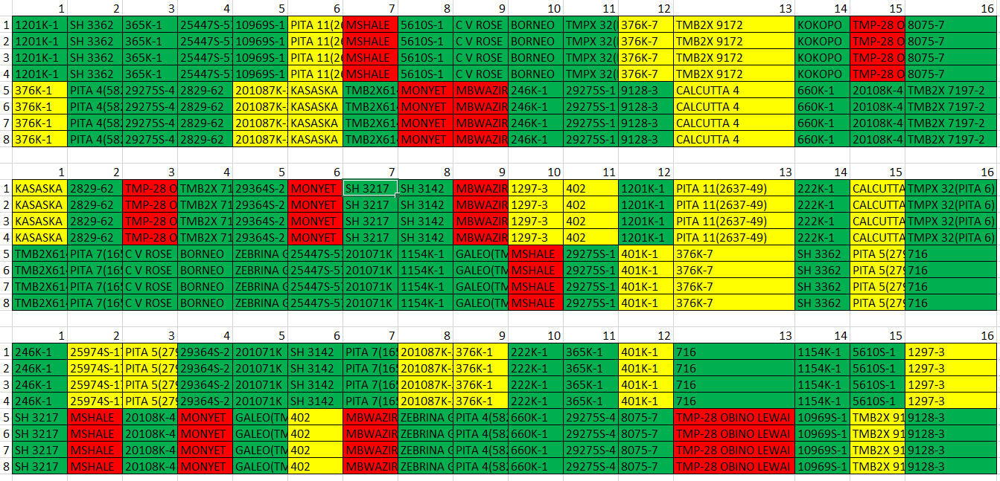 1 2 3 4 5 6 7 8 9 10 11 12 13 14 15 16
1 1201K-1 SH 3362 365K-1 25447S-57 10969S-1 PITA 11(26 MSHALE 5610S-1 C V ROSE BORNEO TMPX 32( 376K-7 TMB2X 9172 KOKOPO TMP-28 O 8075-7
2 1201K-1 SH 3362 365K-1 25447S-57 10969S-1 PITA 11(26 MSHALE 5610S-1 C V ROSE BORNEO TMPX 32( 376K-7 TMB2X 9172 KOKOPO TMP-28 O 8075-7
3 1201K-1 SH 3362 365K-1 25447S-57 10969S-1 PITA 11(26 MSHALE 5610S-1 C V ROSE BORNEO TMPX 32( 376K-7 TMB2X 9172 KOKOPO TMP-28 O 8075-7
4 1201K-1 SH 3362 365K-1 25447S-57 10969S-1 PITA 11(26 MSHALE 5610S-1 C V ROSE BORNEO TMPX 32( 376K-7 TMB2X 9172 KOKOPO TMP-28 O 8075-7
5 376K-1 PITA 4(582 29275S-4 2829-62 201087K- KASASKA TMB2X61 MONYET MBWAZIR 246K-1 29275S-1 9128-3 CALCUTTA 4 660K-1 20108K-4 TMB2X 7197-2
6 376K-1 PITA 4(582 29275S-4 2829-62 201087K- KASASKA TMB2X61 MONYET MBWAZIR 246K-1 29275S-1 9128-3 CALCUTTA 4 660K-1 20108K-4 TMB2X 7197-2
7 376K-1 PITA 4(582 29275S-4 2829-62 201087K- KASASKA TMB2X61 MONYET MBWAZIR 246K-1 29275S-1 9128-3 CALCUTTA 4 660K-1 20108K-4 TMB2X 7197-2
8 376K-1 PITA 4(582 29275S-4 2829-62 201087K- KASASKA TMB2X61 MONYET MBWAZIR 246K-1 29275S-1 9128-3 CALCUTTA 4 660K-1 20108K-4 TMB2X 7197-2
1 2 3 4 5 6 7 8 9 10 11 12 13 14 15 16
1 KASASKA 2829-62 TMP-28 O TMB2X 71 29364S-2 MONYET SH 3217 SH 3142 MBWAZIR 1297-3 402 1201K-1 PITA 11(2637-49) 222K-1 CALCUTTA TMPX 32(PITA 6)
2 KASASKA 2829-62 TMP-28 O TMB2X 71 29364S-2 MONYET SH 3217 SH 3142 MBWAZIR 1297-3 402 1201K-1 PITA 11(2637-49) 222K-1 CALCUTTA TMPX 32(PITA 6)
3 KASASKA 2829-62 TMP-28 O TMB2X 71 29364S-2 MONYET SH 3217 SH 3142 MBWAZIR 1297-3 402 1201K-1 PITA 11(2637-49) 222K-1 CALCUTTA TMPX 32(PITA 6)
4 KASASKA 2829-62 TMP-28 O TMB2X 71 29364S-2 MONYET SH 3217 SH 3142 MBWAZIR 1297-3 402 1201K-1 PITA 11(2637-49) 222K-1 CALCUTTA TMPX 32(PITA 6)
5 TMB2X61 PITA 7(165 C V ROSE BORNEO ZEBRINA G 25447S-57 201071K 1154K-1 GALEO(TM MSHALE 29275S-1 401K-1 376K-7 SH 3362 PITA 5(279 716
6 TMB2X61 PITA 7(165 C V ROSE BORNEO ZEBRINA G 25447S-57 201071K 1154K-1 GALEO(TM MSHALE 29275S-1 401K-1 376K-7 SH 3362 PITA 5(279 716
7 TMB2X61 PITA 7(165 C V ROSE BORNEO ZEBRINA G 25447S-57 201071K 1154K-1 GALEO(TM MSHALE 29275S-1 401K-1 376K-7 SH 3362 PITA 5(279 716
8 TMB2X61 PITA 7(165 C V ROSE BORNEO ZEBRINA G 25447S-57 201071K 1154K-1 GALEO(TM MSHALE 29275S-1 401K-1 376K-7 SH 3362 PITA 5(279 716
1 2 3 4 5 6 7 8 9 10 11 12 13 14 15 16
1 246K-1 25974S-17 PITA 5(279 29364S-2 201071K SH 3142 PITA 7(165 201087K- 376K-1 222K-1 365K-1 401K-1 716 1154K-1 5610S-1 1297-3
2 246K-1 25974S-17 PITA 5(279 29364S-2 201071K SH 3142 PITA 7(165 201087K- 376K-1 222K-1 365K-1 401K-1 716 1154K-1 5610S-1 1297-3
3 246K-1 25974S-17 PITA 5(279 29364S-2 201071K SH 3142 PITA 7(165 201087K- 376K-1 222K-1 365K-1 401K-1 716 1154K-1 5610S-1 1297-3
4 246K-1 25974S-17 PITA 5(279 29364S-2 201071K SH 3142 PITA 7(165 201087K- 376K-1 222K-1 365K-1 401K-1 716 1154K-1 5610S-1 1297-3
5 SH 3217 MSHALE 20108K-4 MONYET GALEO(TM 402 MBWAZIR ZEBRINA G PITA 4(582 660K-1 29275S-4 8075-7 TMP-28 OBINO LEWAI 10969S-1 TMB2X 91 9128-3
6 SH 3217 MSHALE 20108K-4 MONYET GALEO(TM 402 MBWAZIR ZEBRINA G PITA 4(582 660K-1 29275S-4 8075-7 TMP-28 OBINO LEWAI 10969S-1 TMB2X 91 9128-3
7 SH 3217 MSHALE 20108K-4 MONYET GALEO(TM 402 MBWAZIR ZEBRINA G PITA 4(582 660K-1 29275S-4 8075-7 TMP-28 OBINO LEWAI 10969S-1 TMB2X 91 9128-3
8 SH 3217 MSHALE 20108K-4 MONYET GALEO(TM 402 MBWAZIR ZEBRINA G PITA 4(582 660K-1 29275S-4 8075-7 TMP-28 OBINO LEWAI 10969S-1 TMB2X 91 9128-3